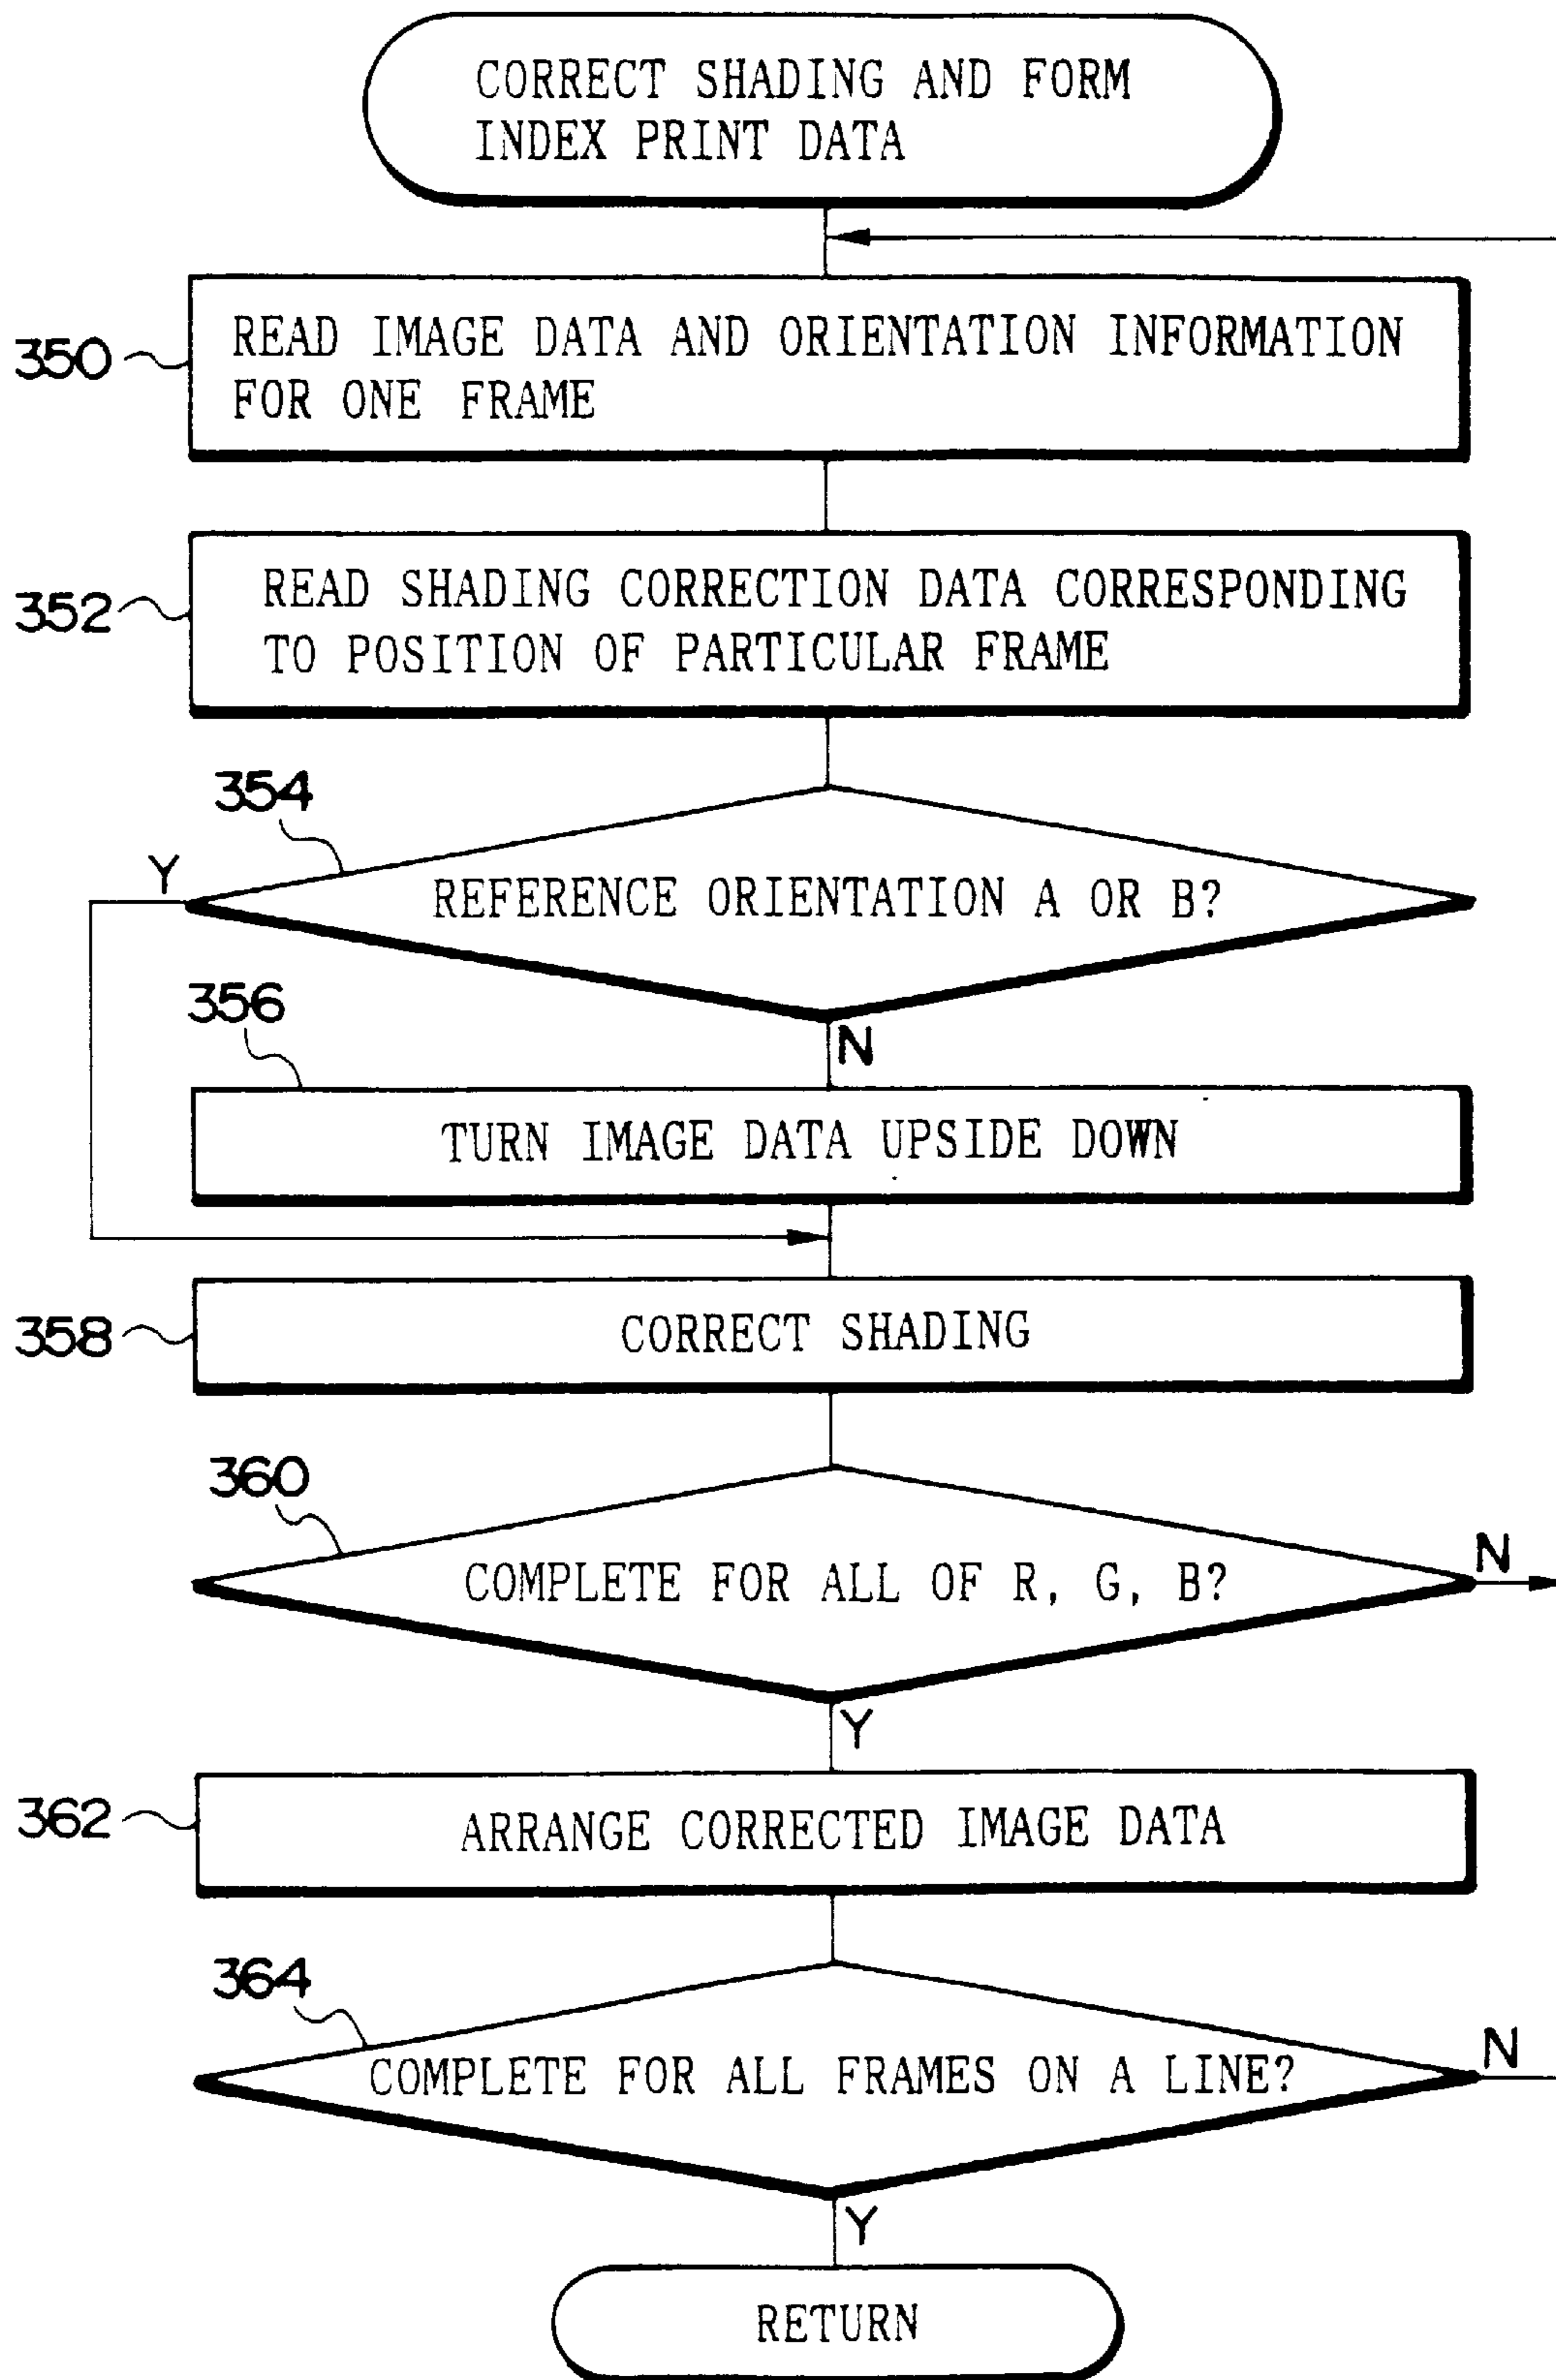 CORRECT SHADING AND FORM
INDEX PRINT DATA
350
READ IMAGE DATA AND ORIENTATION INFORMATION
FOR ONE FRAME
352
READ SHADING CORRECTION DATA CORRESPONDING
TO POSITION OF PARTICULAR FRAME
354
Y
REFERENCE ORIENTATION A OR B?
N
356
TURN IMAGE DATA UPSIDE DOWN
358
CORRECT SHADING
360
COMPLETE FOR ALL OF R, G, B?
N
Y
362
ARRANGE CORRECTED IMAGE DATA
364
COMPLETE FOR ALL FRAMES ON A LINE?
N
Y
RETURN